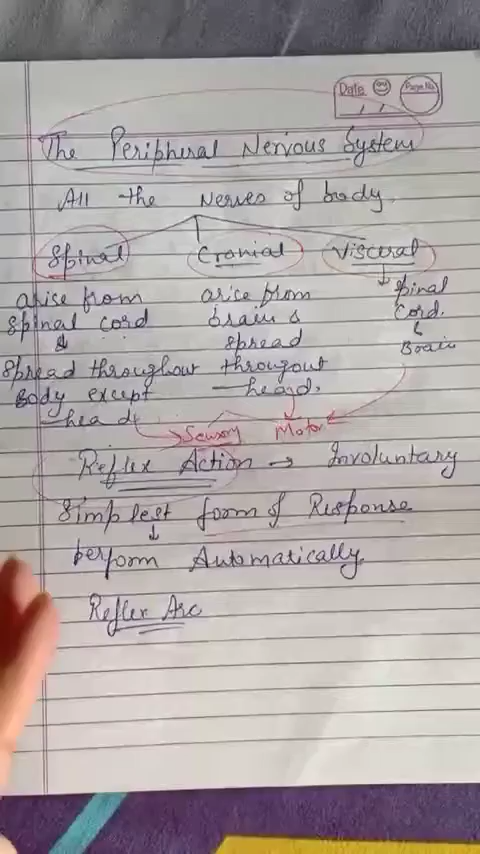 Date
Page No.
The Peripheral Nervous System
All the Nerves of body.
Spinal Cranial Visceral
arise from arise from Spinal
spinal cord brain & Cord.
spread Brain
Spread throughout througout
Body except head.
head
Sensory Motor
Reflex Action → Involuntary
Simplest form of Response
perform Automatically
Reflex Arc